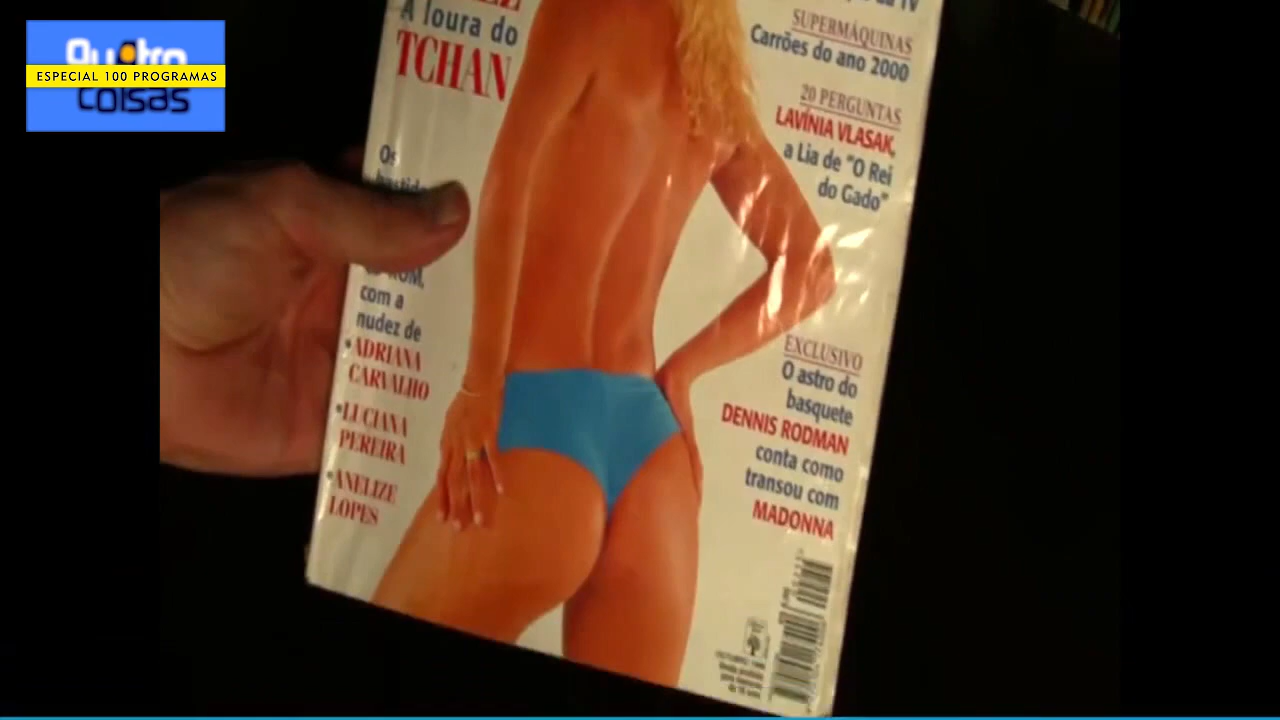 quatro
ESPECIAL 100 PROGRAMAS
coisas
A loura do
TCHAN
Os
com a
nudez de
•ADRIANA
CARVALHO
•LUCIANA
PEREIRA
•ANELIZE
LOPES
TV
SUPERMÁQUINAS
Carrões do ano 2000
20 PERGUNTAS
LAVÍNIA VLASAK,
a Lia de "O Rei
do Gado"
EXCLUSIVO
O astro do
basquete
DENNIS RODMAN
conta como
transou com
MADONNA